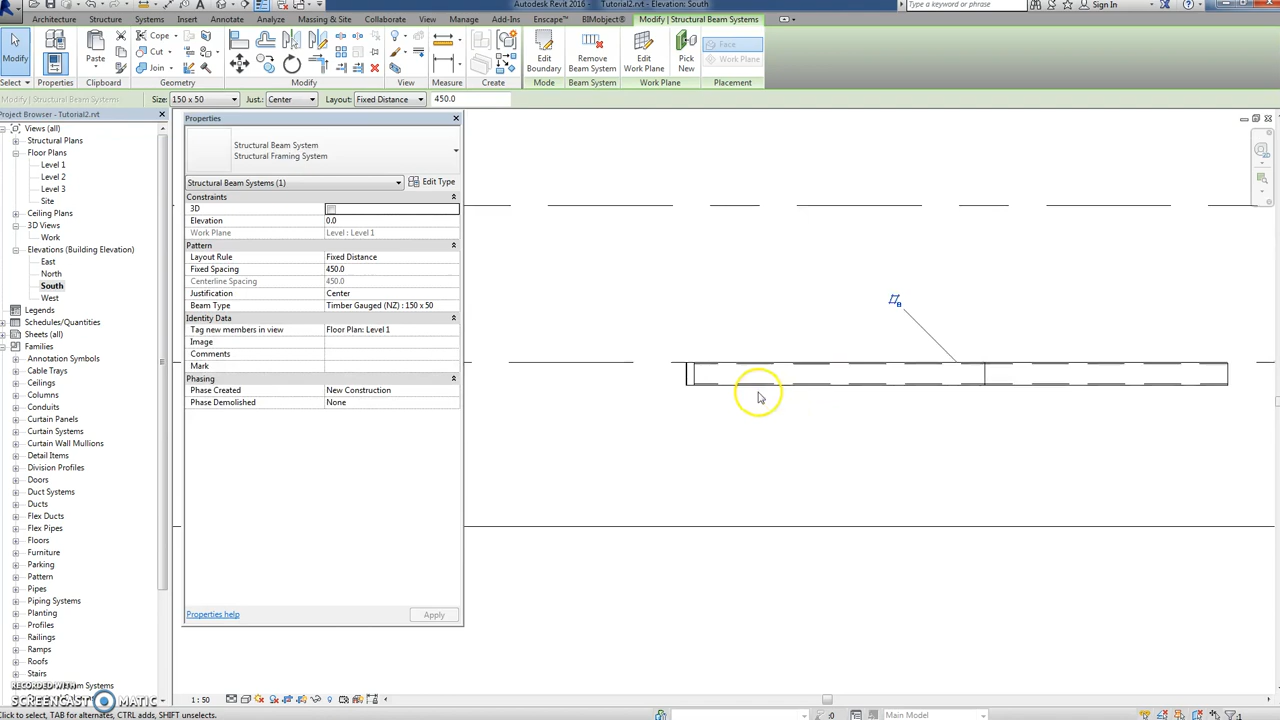 Autodesk Revit 2016 - Tutorial2.rvt - Elevation: South
Sign In
Architecture Structure Systems Insert Annotate Analyze Massing & Site Collaborate View Manage Add-Ins Enscape™ BIMobject® Modify | Structural Beam Systems
Modify
Paste
Cope
Cut
Join
Edit Boundary
Remove Beam System
Edit Work Plane
Pick New
Face
Work Plane
Select Properties Clipboard Geometry Modify View Measure Create Mode Beam System Work Plane Placement
Modify | Structural Beam Systems Size: 150 x 50 Just.: Center Layout: Fixed Distance 450.0
Project Browser - Tutorial2.rvt
Views (all)
Structural Plans
Floor Plans
Level 1
Level 2
Level 3
Site
Ceiling Plans
3D Views
Work
Elevations (Building Elevation)
East
North
South
West
Legends
Schedules/Quantities
Sheets (all)
Families
Annotation Symbols
Cable Trays
Ceilings
Columns
Conduits
Curtain Panels
Curtain Systems
Curtain Wall Mullions
Detail Items
Division Profiles
Doors
Duct Systems
Ducts
Flex Ducts
Flex Pipes
Floors
Furniture
Parking
Pattern
Pipes
Piping Systems
Planting
Profiles
Railings
Ramps
Roofs
Stairs
Properties
Structural Beam System
Structural Framing System
Structural Beam Systems (1) Edit Type
Constraints
3D
Elevation 0.0
Work Plane Level : Level 1
Pattern
Layout Rule Fixed Distance
Fixed Spacing 450.0
Centerline Spacing 450.0
Justification Center
Beam Type Timber Gauged (NZ) : 150 x 50
Identity Data
Tag new members in view Floor Plan: Level 1
Image
Comments
Mark
Phasing
Phase Created New Construction
Phase Demolished None
Properties help Apply
RECORDED WITH
SCREENCAST MATIC
1 : 50
Click to select, TAB for alternates, CTRL adds, SHIFT unselects.
:0
Main Model